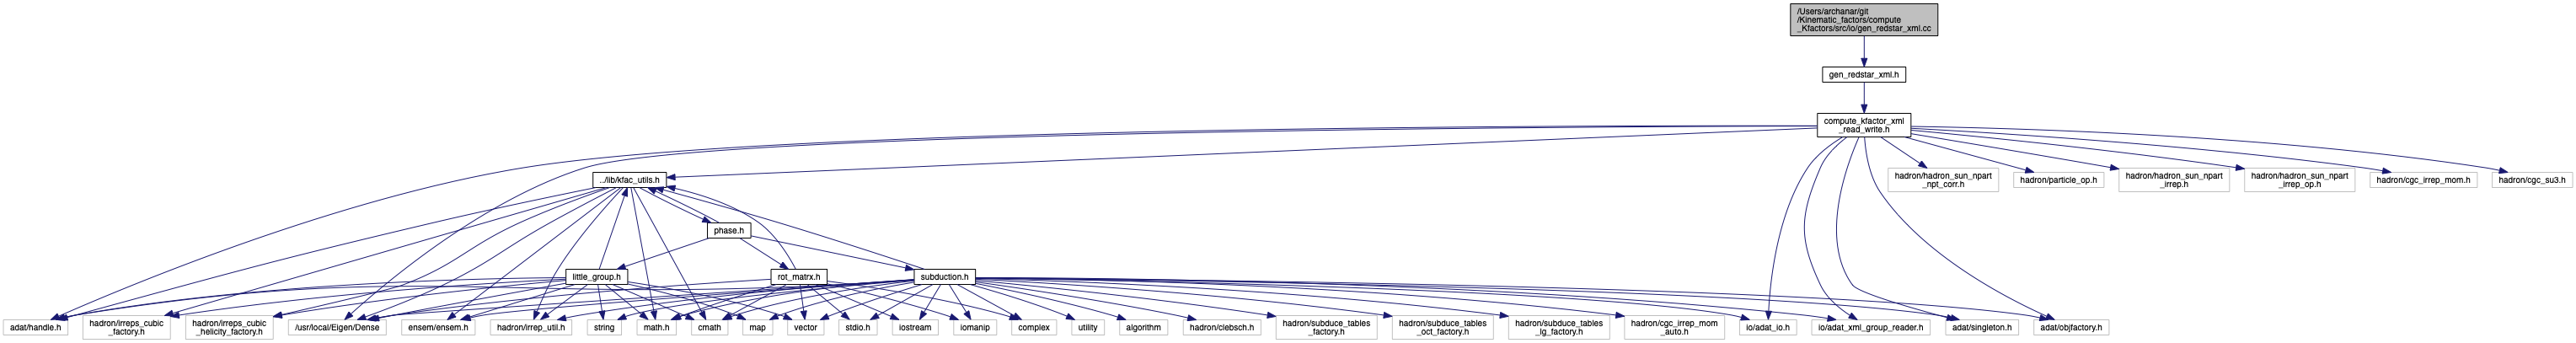 /Users/archanar/git
/Kinematic_factors/compute
_Kfactors/src/io/gen_redstar_xml.cc
gen_redstar_xml.h
compute_kfactor_xml
_read_write.h
../lib/kfac_utils.h
hadron/hadron_sun_npart
_npt_corr.h
hadron/particle_op.h
hadron/hadron_sun_npart
_irrep.h
hadron/hadron_sun_npart
_irrep_op.h
hadron/cgc_irrep_mom.h
hadron/cgc_su3.h
phase.h
little_group.h
rot_matrx.h
subduction.h
adat/handle.h
hadron/irreps_cubic
_factory.h
hadron/irreps_cubic
_helicity_factory.h
/usr/local/Eigen/Dense
ensem/ensem.h
hadron/irrep_util.h
string
math.h
cmath
map
vector
stdio.h
iostream
iomanip
complex
utility
algorithm
hadron/clebsch.h
hadron/subduce_tables
_factory.h
hadron/subduce_tables
_oct_factory.h
hadron/subduce_tables
_lg_factory.h
hadron/cgc_irrep_mom
_auto.h
io/adat_io.h
io/adat_xml_group_reader.h
adat/singleton.h
adat/objfactory.h